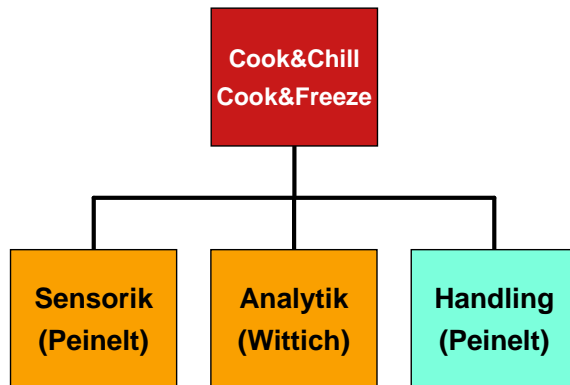 Cook&Chill
Cook&Freeze
Sensorik
(Peinelt)
Analytik
(Wittich)
Handling
(Peinelt)